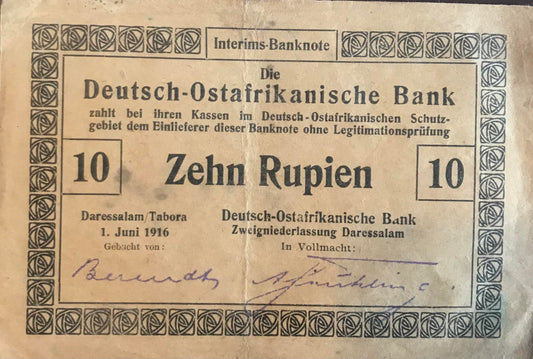 Interims-Banknote
Die
Deutsch-Ostafrikanische Bank
zahlt bei ihren Kassen im Deutsch-Ostafrikanischen Schutz-
gebiet dem Einlieferer dieser Banknote ohne Legitimationsprüfung
10 Zehn Rupien 10
Daressalam/Tabora
1. Juni 1916
Gebucht von:
Deutsch-Ostafrikanische Bank
Zweigniederlassung Daressalam
In Vollmacht:
Berendt